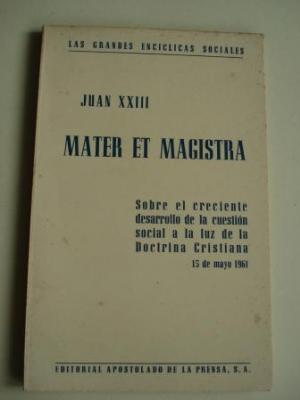 LAS GRANDES ENCICLICAS SOCIALES
JUAN XXIII
MATER ET MAGISTRA
Sobre el creciente
desarrollo de la cuestión
social a la luz de la
Doctrina Cristiana
15 de mayo 1961
EDITORIAL APOSTOLADO DE LA PRENSA, S. A.